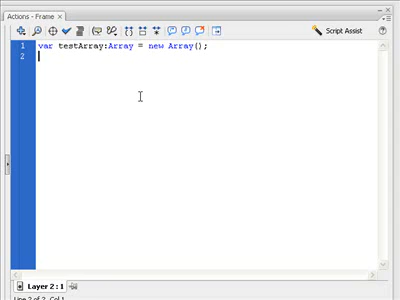 Actions - Frame ×
Script Assist
1 var testArray:Array = new Array();
2
Layer 2 : 1
Line 2 of 2, Col 1